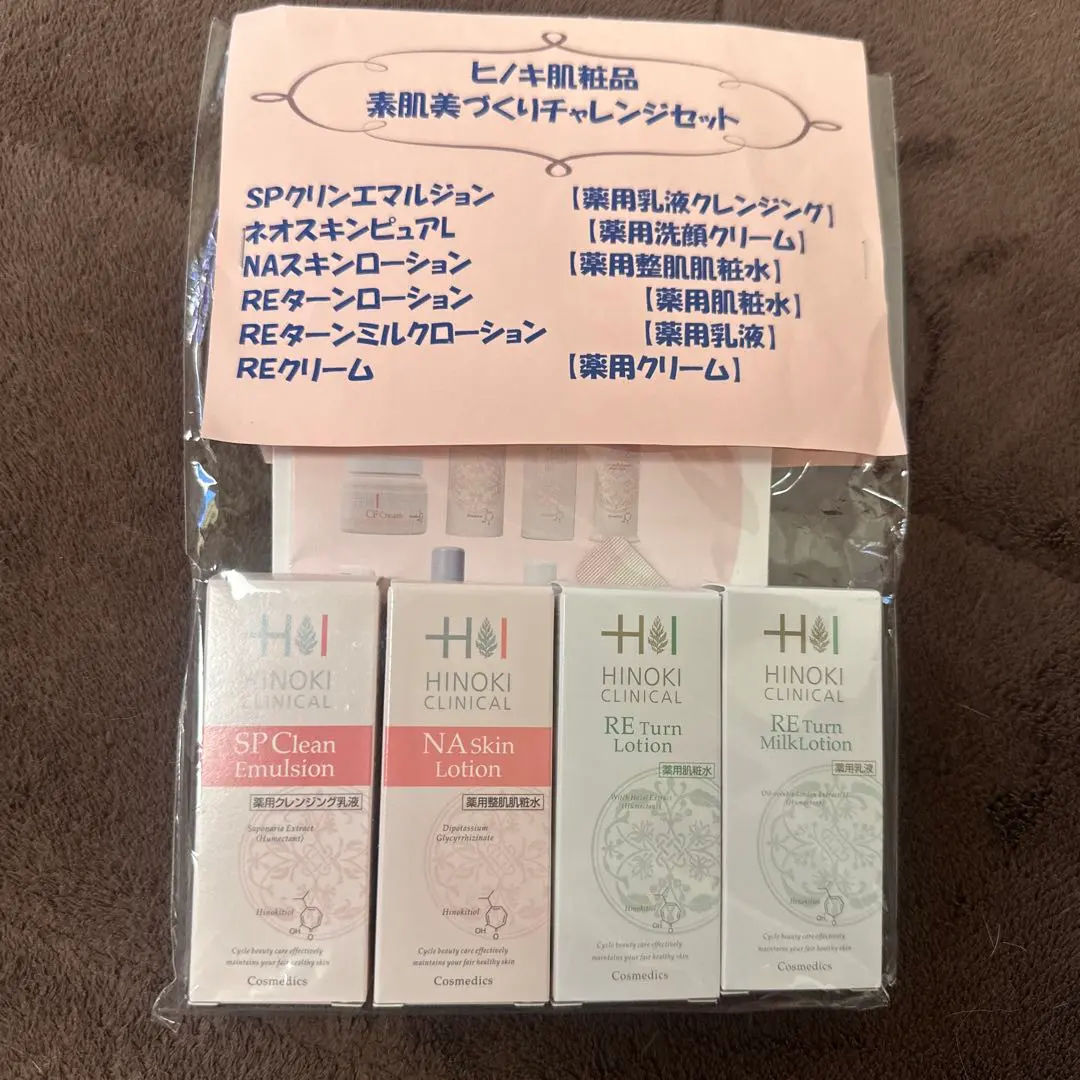 ヒノキ肌粧品
素肌美づくりチャレンジセット
SPクリンエマルジョン 【薬用乳液クレンジング】
ネオスキンピュアL 【薬用洗顔クリーム】
NAスキンローション 【薬用整肌肌粧水】
REターンローション 【薬用肌粧水】
REターンミルクローション 【薬用乳液】
REクリーム 【薬用クリーム】
CF Cream
HINOKI
CLINICAL
SP Clean
Emulsion
薬用クレンジング乳液
Saponaria Extract
(Humectant)
Hinokitiol
OH
O
Cycle beauty care effectively
maintains your fair healthy skin
Cosmedics
HINOKI
CLINICAL
NA Skin
Lotion
薬用整肌肌粧水
Dipotassium
Glycyrrhizinate
Hinokitiol
OH
O
Cycle beauty care effectively
maintains your fair healthy skin
Cosmedics
HINOKI
CLINICAL
RE Turn
Lotion
薬用肌粧水
Witch Hazel Extract
(Humectant)
Hinokitiol
OH
O
Cycle beauty care effectively
maintains your fair healthy skin
Cosmedics
HINOKI
CLINICAL
RE Turn
MilkLotion
薬用乳液
(Humectant)
Hinokitiol
OH
O
Cycle beauty care effectively
maintains your fair healthy skin
Cosmedics